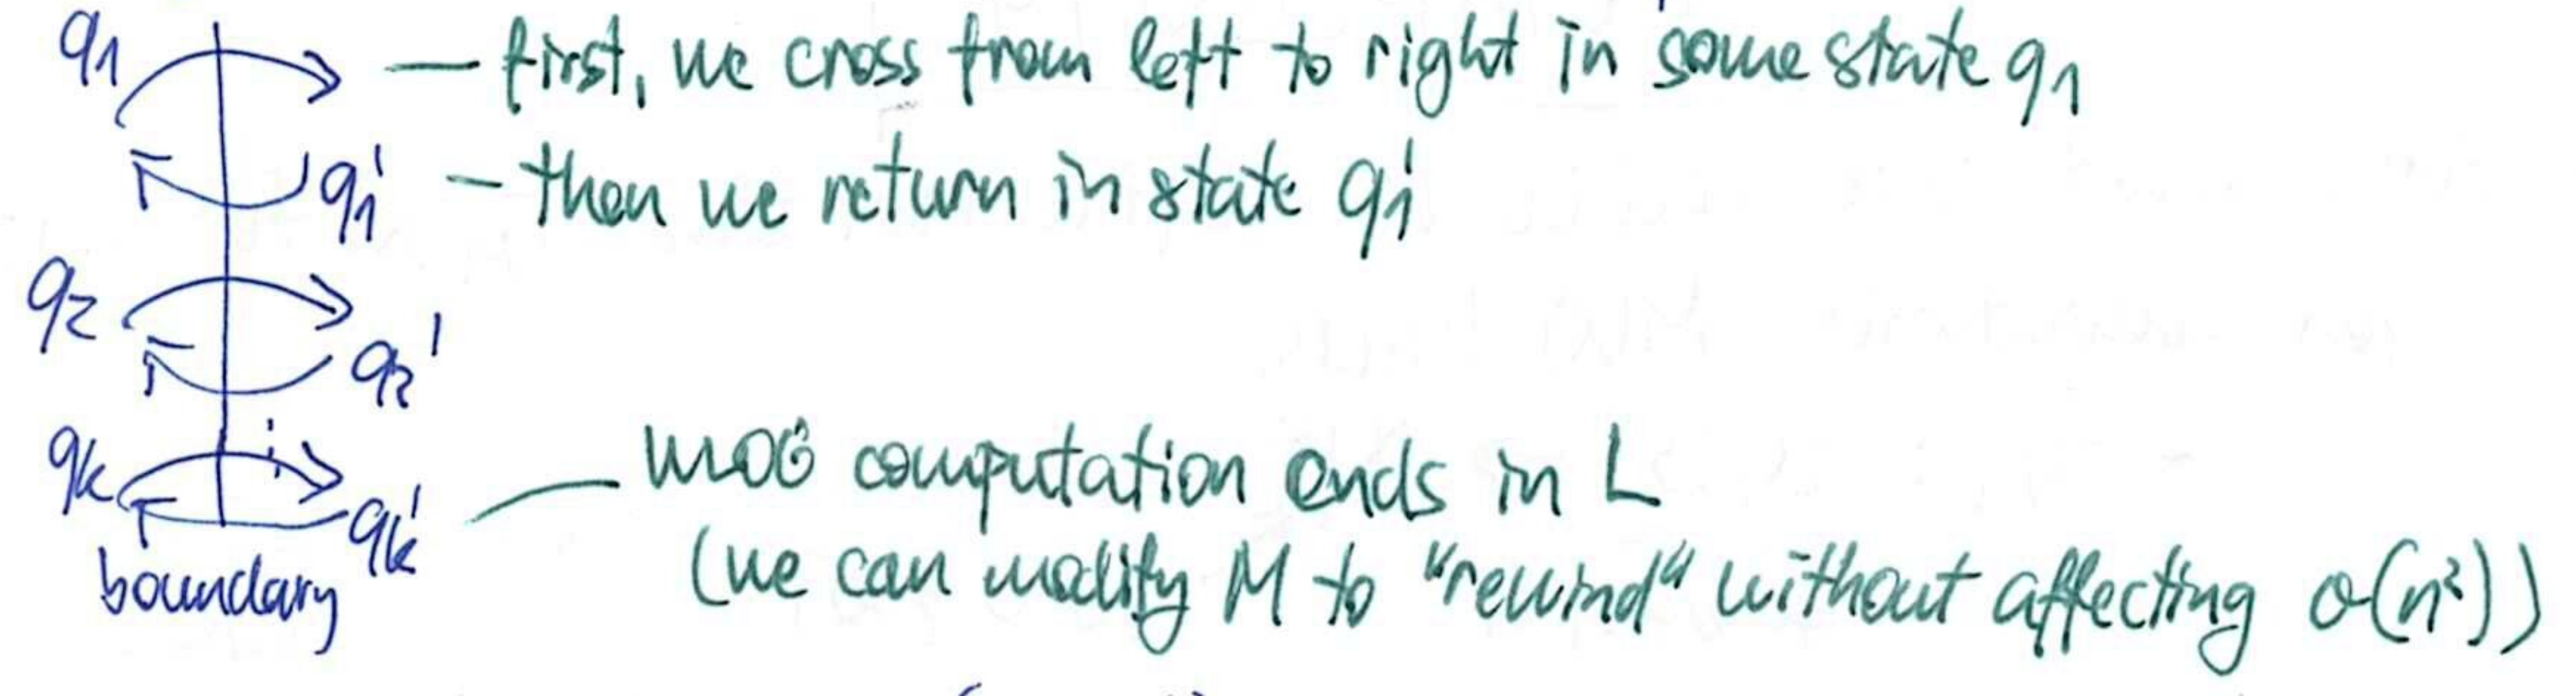 q1 — first, we cross from left to right in some state q1
q1' – then we return in state q1'
q2
q2'
qk — WLOG computation ends in L
qk' (we can modify M to "rewind" without affecting o(n²))
boundary